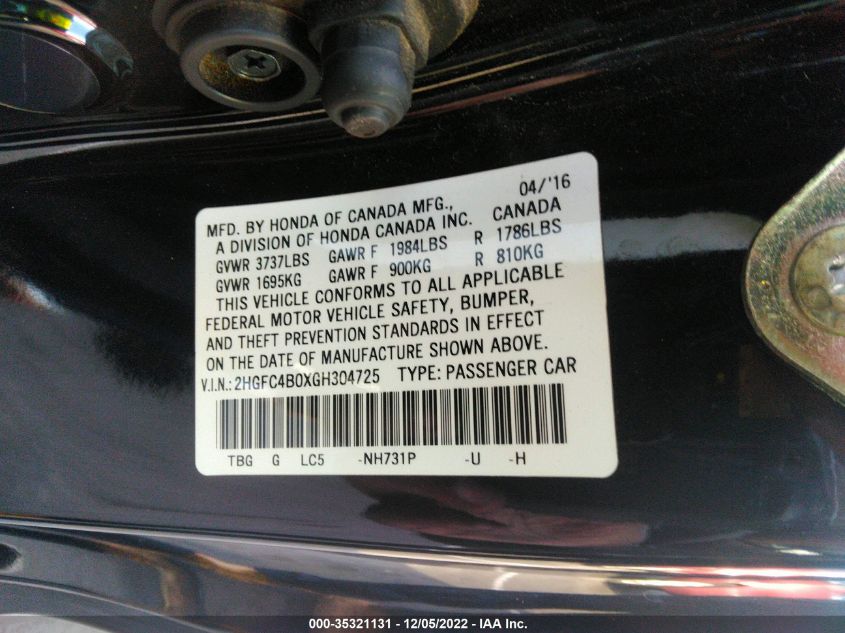 04/'16
MFD. BY HONDA OF CANADA MFG.,
A DIVISION OF HONDA CANADA INC. CANADA
GVWR 3737LBS GAWR F 1984LBS R 1786LBS
GVWR 1695KG GAWR F 900KG R 810KG
THIS VEHICLE CONFORMS TO ALL APPLICABLE
FEDERAL MOTOR VEHICLE SAFETY, BUMPER,
AND THEFT PREVENTION STANDARDS IN EFFECT
ON THE DATE OF MANUFACTURE SHOWN ABOVE.
V.I.N.: 2HGFC4B0XGH304725 TYPE: PASSENGER CAR
TBG G LC5 -NH731P -U -H
000-35321131 - 12/05/2022 - IAA Inc.